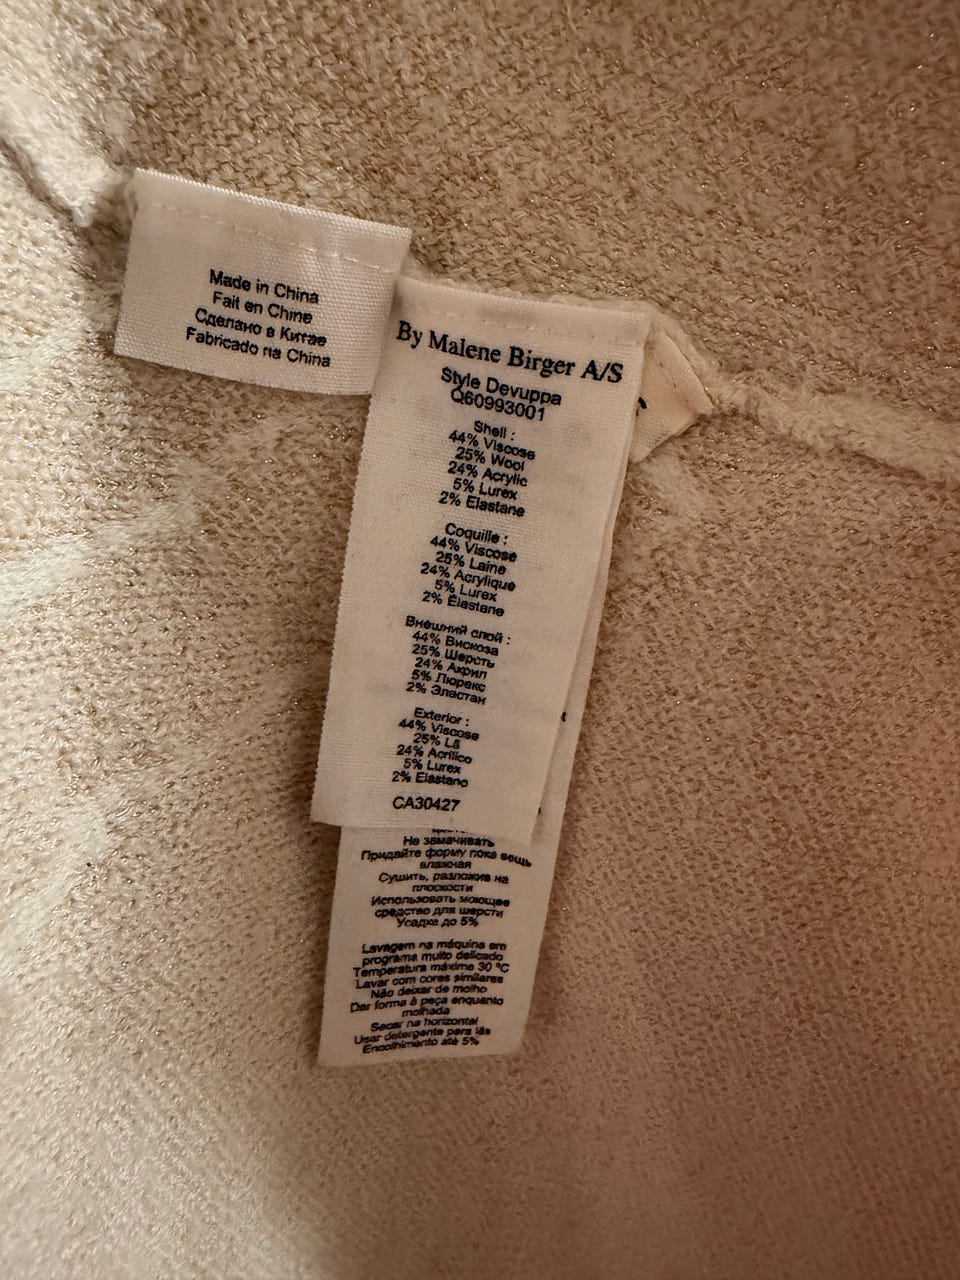 Made in China
Fait en Chine
Сделано в Китае
Fabricado na China
By Malene Birger A/S
Style Devuppa
Q60993001
Shell :
44% Viscose
25% Wool
24% Acrylic
5% Lurex
2% Elastane
Coquille :
44% Viscose
25% Laine
24% Acrylique
5% Lurex
2% Élastane
Внешний слой :
44% Вискоза
25% Шерсть
24% Акрил
5% Люрекс
2% Эластан
Exterior :
44% Viscose
25% Lã
24% Acrílico
5% Lurex
2% Elastano
CA30427
Не замачивать
Придайте форму пока вещь
влажная
Сушить, разложив на
плоскости
Использовать моющее
средство для шерсти
Усадка до 5%
Lavagem na máquina em
programa muito delicado
Temperatura máxima 30 °C
Lavar com cores similares
Não deixar de molho
Dar forma à peça enquanto
molhada
Secar na horizontal
Usar detergente para lãs
Encolhimento até 5%